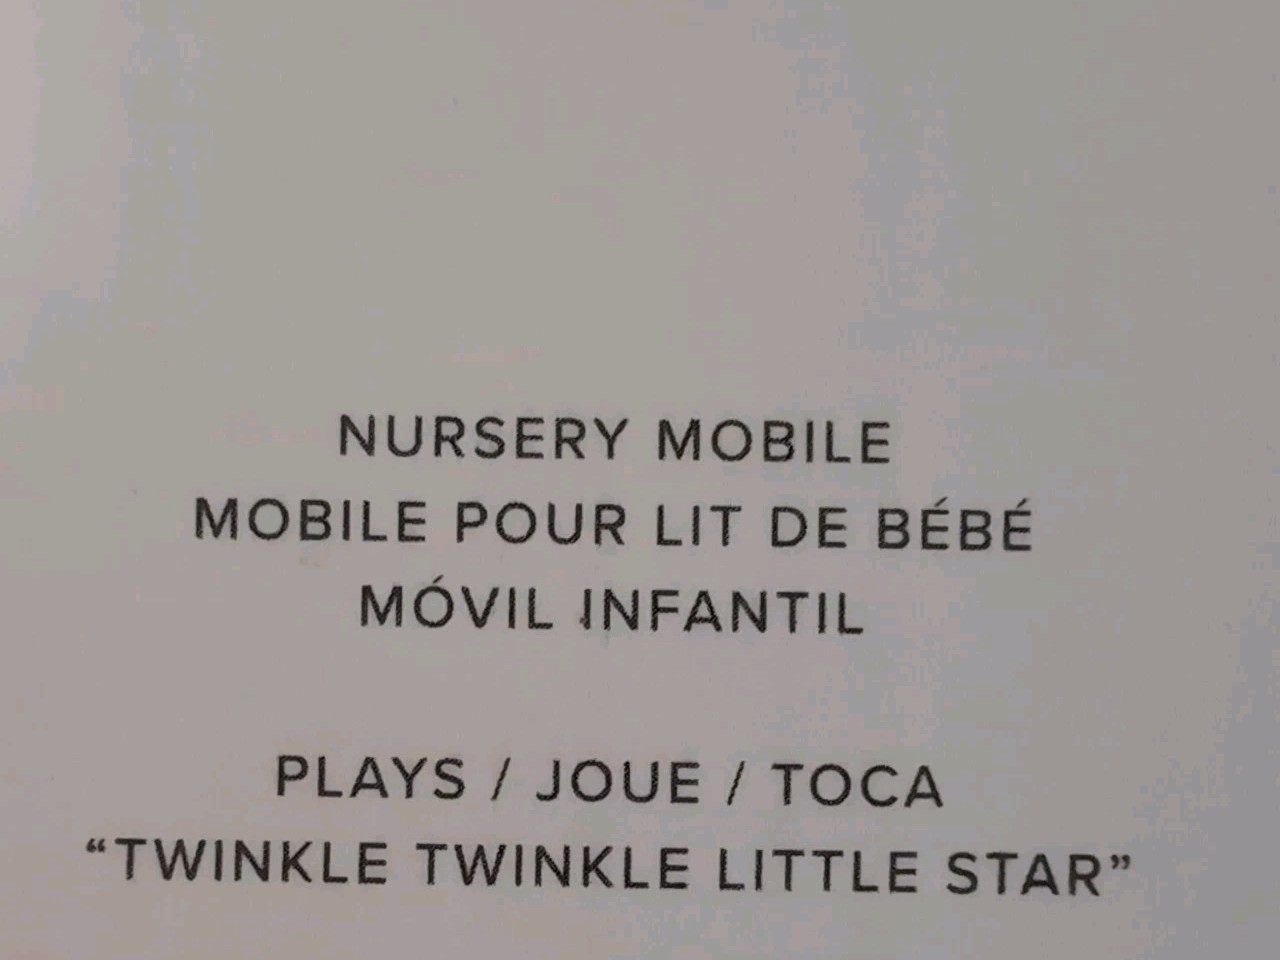 NURSERY MOBILE
MOBILE POUR LIT DE BÉBÉ
MÓVIL INFANTIL
PLAYS / JOUE / TOCA
“TWINKLE TWINKLE LITTLE STAR”